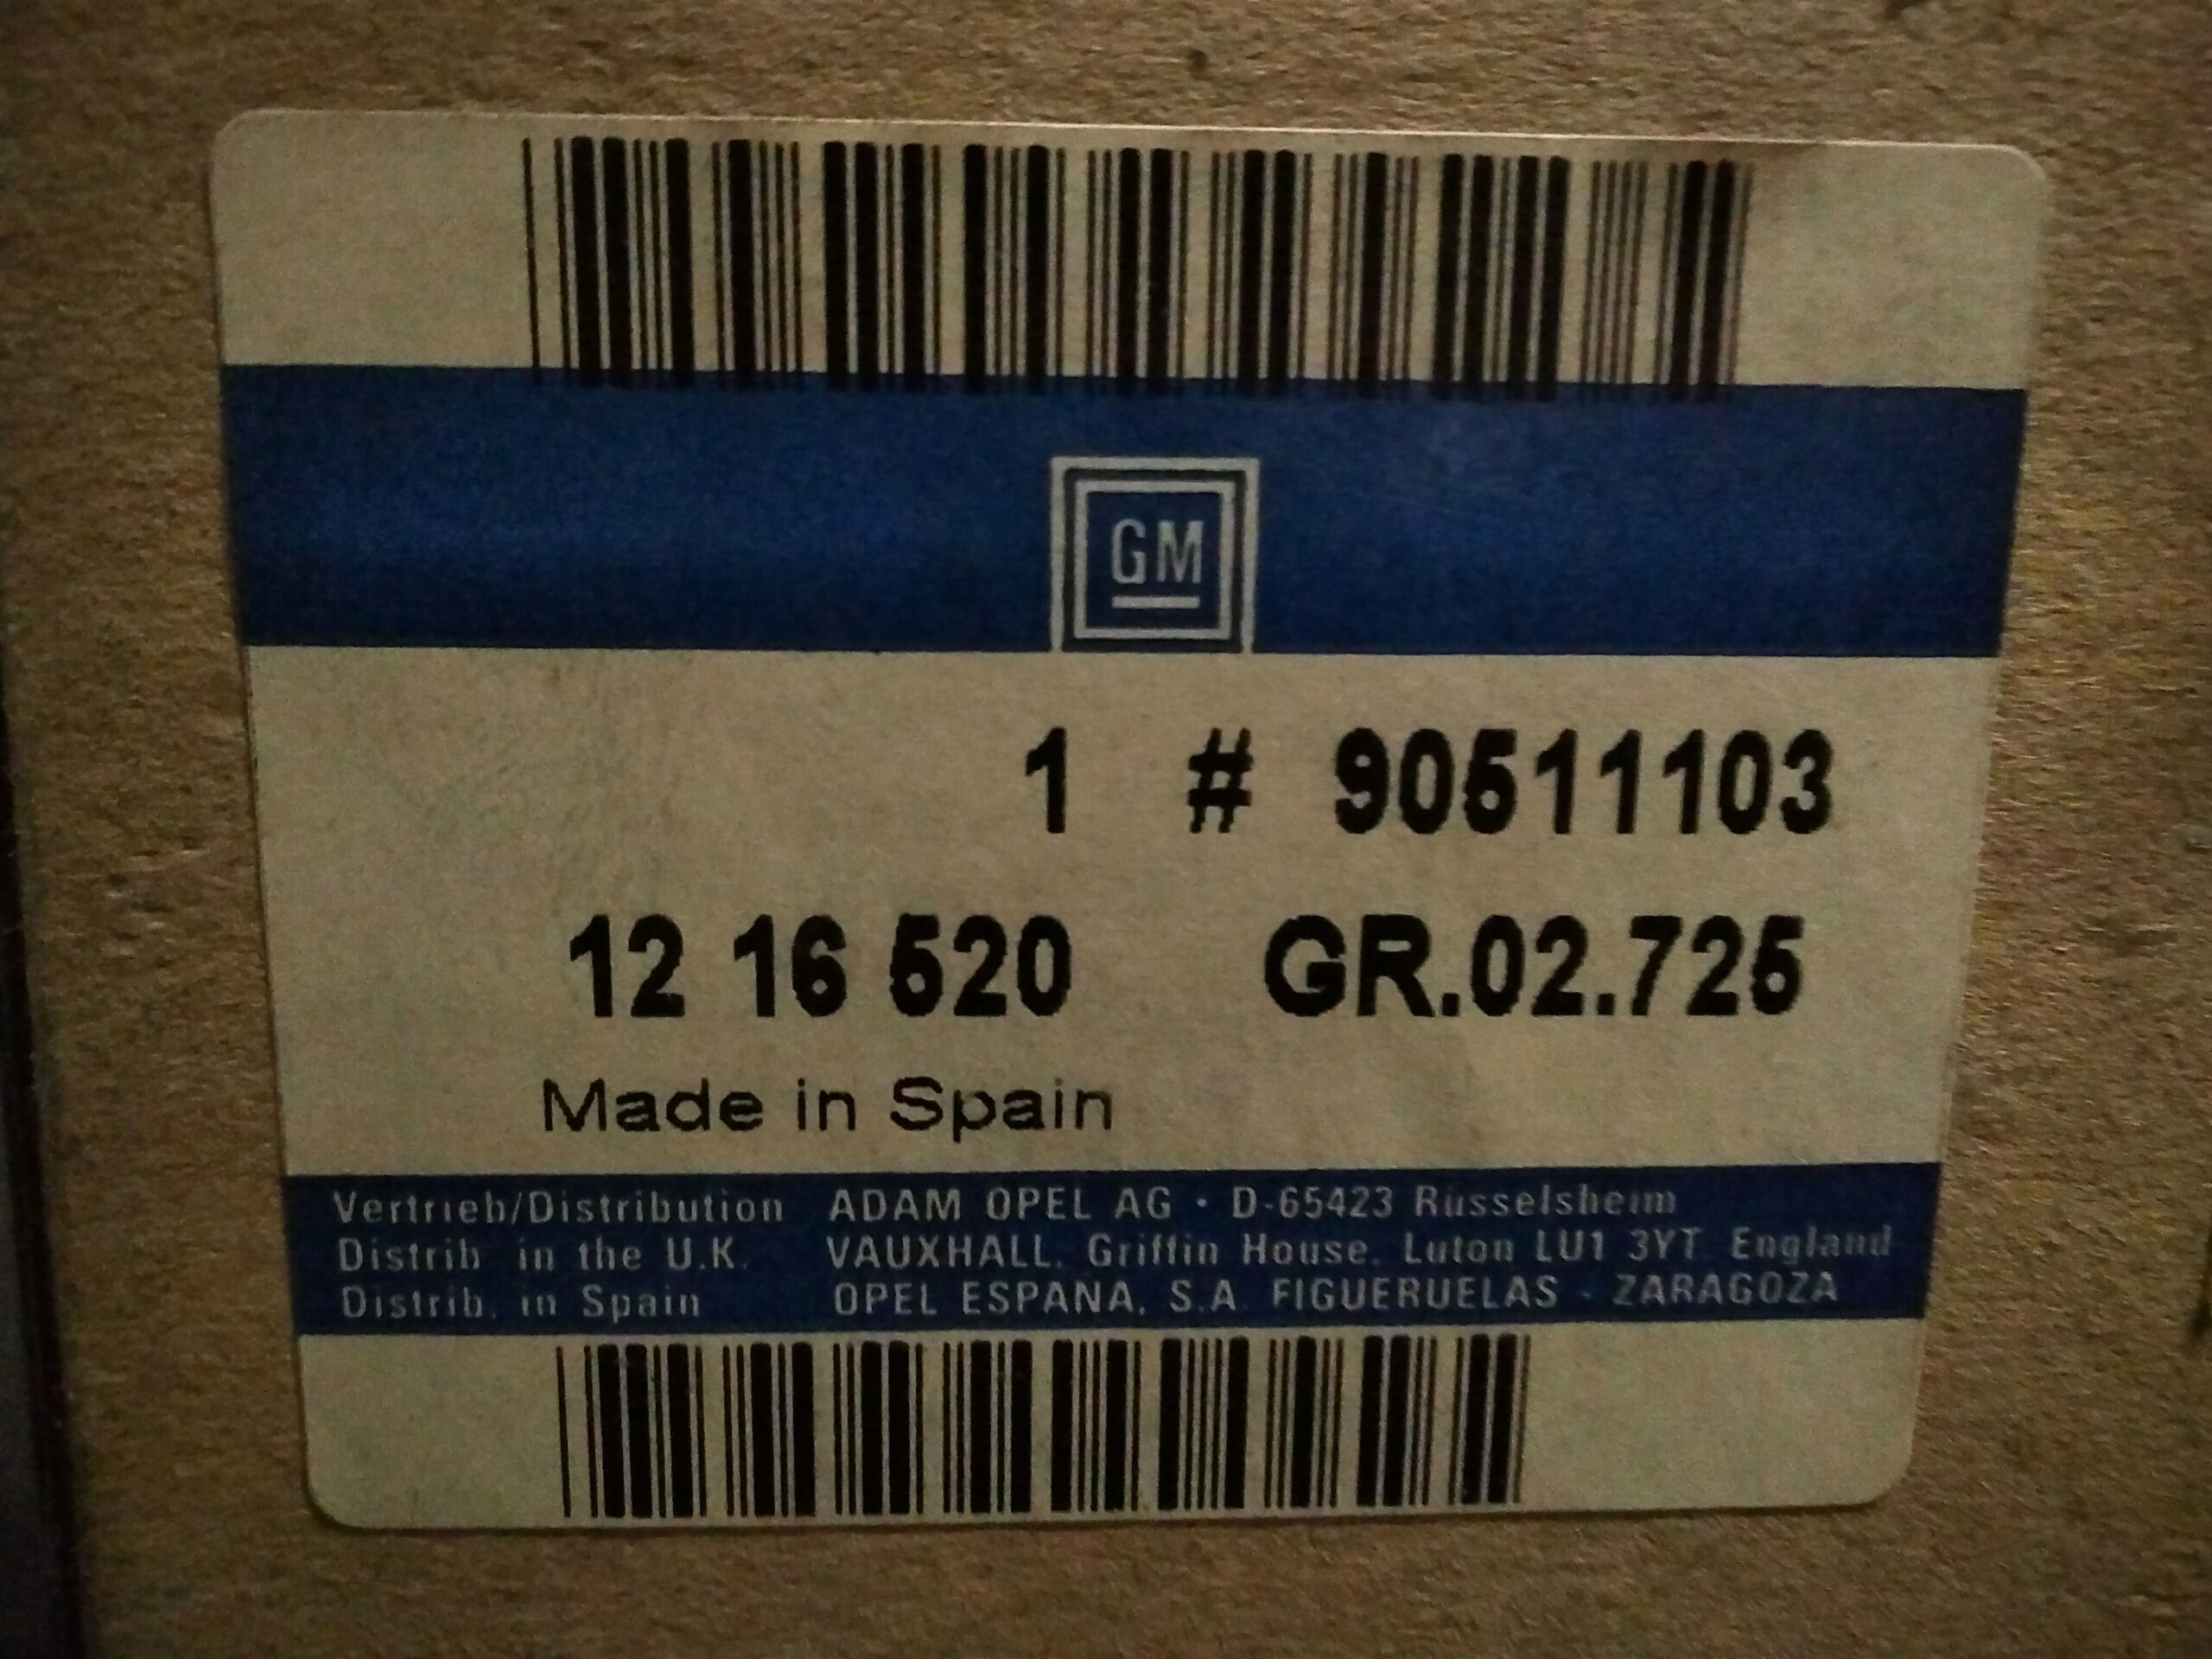 GM
1 # 90511103
12 16 520 GR.02.725
Made in Spain
Vertrieb/Distribution ADAM OPEL AG · D-65423 Rüsselsheim
Distrib. in the U.K. VAUXHALL, Griffin House, Luton LU1 3YT England
Distrib. in Spain OPEL ESPANA, S.A. FIGUERUELAS - ZARAGOZA